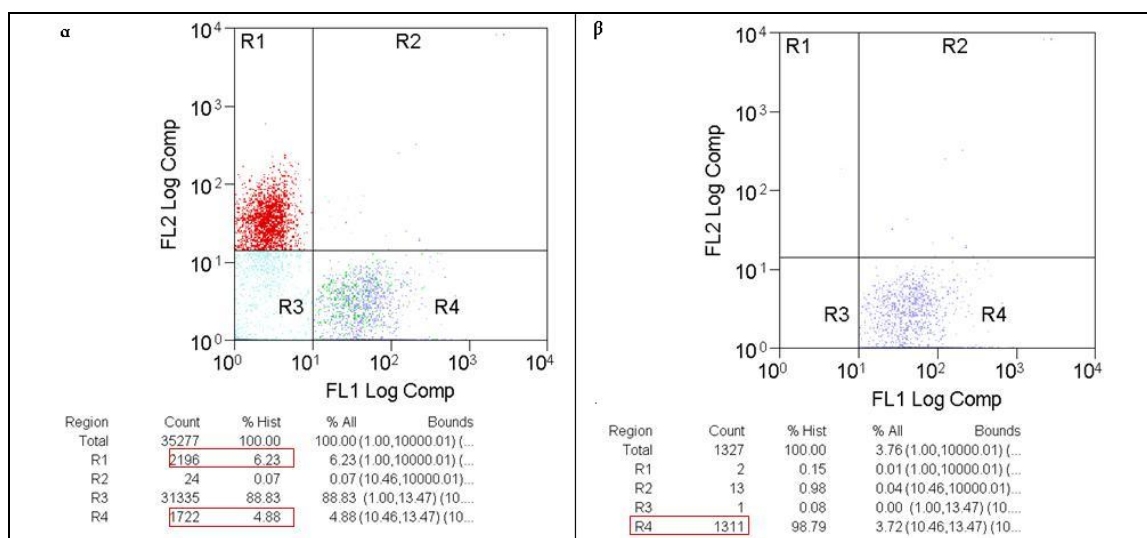 α
R1
R2
R3
R4
10⁴
10³
10²
10¹
10⁰
FL2 Log Comp
10⁰ 10¹ 10² 10³ 10⁴
FL1 Log Comp
Region Count % Hist % All Bounds
Total 35277 100.00 100.00 (1.00,10000.01) (...
R1 2196 6.23 6.23 (1.00,10000.01) (...
R2 24 0.07 0.07 (10.46,10000.01)...
R3 31335 88.83 88.83 (1.00,13.47) (10....
R4 1722 4.88 4.88 (10.46,13.47) (10...
β
R1
R2
R3
R4
10⁴
10³
10²
10¹
10⁰
FL2 Log Comp
10⁰ 10¹ 10² 10³ 10⁴
FL1 Log Comp
Region Count % Hist % All Bounds
Total 1327 100.00 3.76 (1.00,10000.01) (...
R1 2 0.15 0.01 (1.00,10000.01) (...
R2 13 0.98 0.04 (10.46,10000.01)...
R3 1 0.08 0.00 (1.00,13.47) (10....
R4 1311 98.79 3.72 (10.46,13.47) (10...